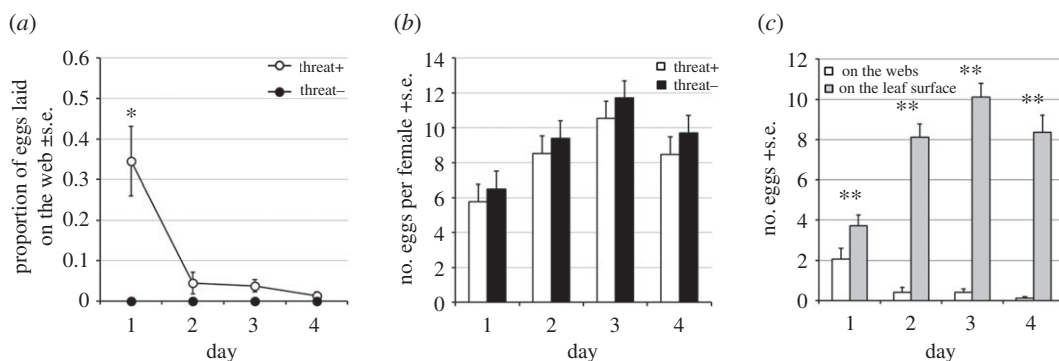 (a)
0.6
0.5
0.4
0.3
0.2
0.1
0
proportion of eggs laid
on the web ±s.e.
threat+
threat–
*
1 2 3 4
day
(b)
14
12
10
8
6
4
2
0
no. eggs per female +s.e.
threat+
threat–
1 2 3 4
day
(c)
12
10
8
6
4
2
0
no. eggs +s.e.
on the webs
on the leaf surface
**
**
**
**
1 2 3 4
day